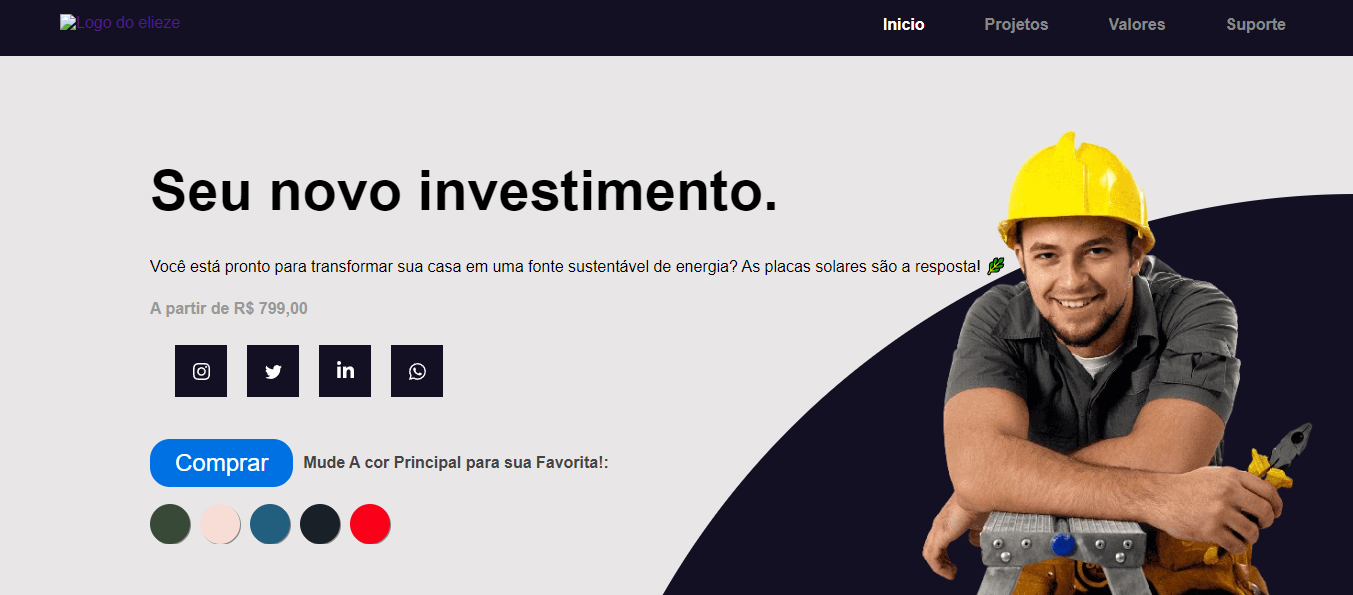 Logo do elieze
Inicio Projetos Valores Suporte
Seu novo investimento.
Você está pronto para transformar sua casa em uma fonte sustentável de energia? As placas solares são a resposta! 🌿
A partir de R$ 799,00
in
Comprar Mude A cor Principal para sua Favorita!: